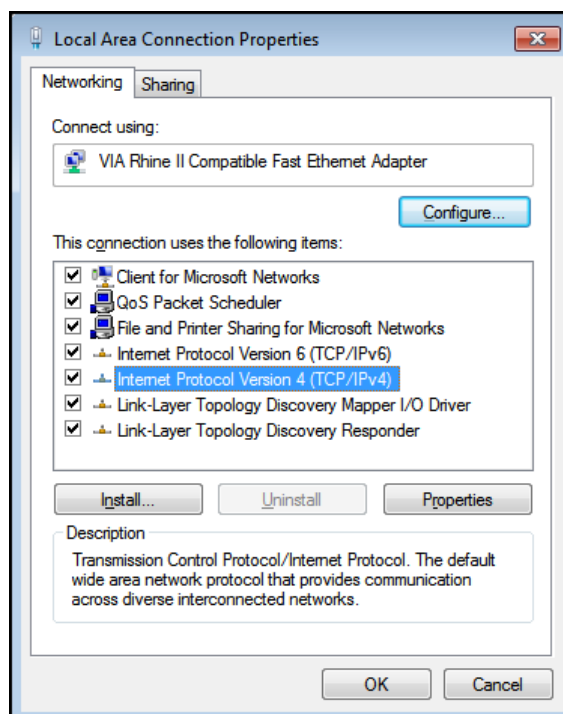 Local Area Connection Properties
Networking
Sharing
Connect using:
VIA Rhine II Compatible Fast Ethernet Adapter
Configure...
This connection uses the following items:
Client for Microsoft Networks
QoS Packet Scheduler
File and Printer Sharing for Microsoft Networks
Internet Protocol Version 6 (TCP/IPv6)
Internet Protocol Version 4 (TCP/IPv4)
Link-Layer Topology Discovery Mapper I/O Driver
Link-Layer Topology Discovery Responder
Install...
Uninstall
Properties
Description
Transmission Control Protocol/Internet Protocol. The default
wide area network protocol that provides communication
across diverse interconnected networks.
OK
Cancel